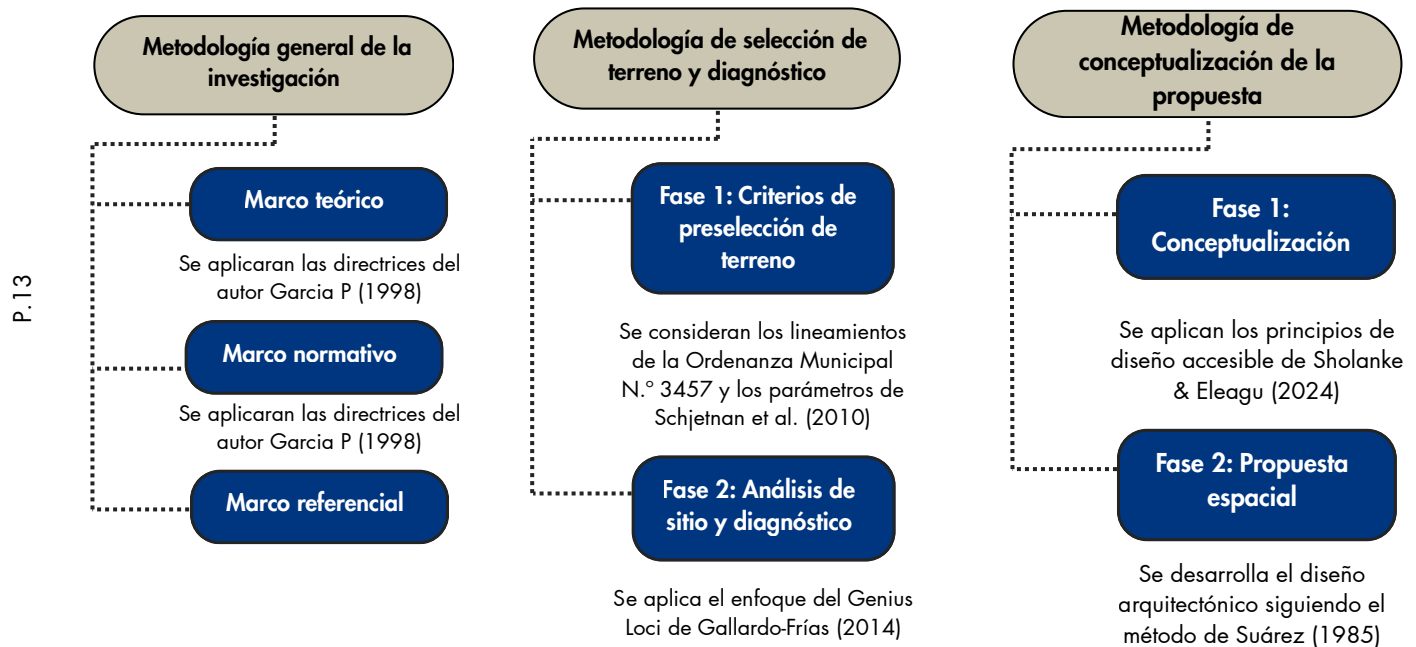 Metodología general de la
investigación
Marco teórico
Se aplicaran las directrices del
autor Garcia P (1998)
Marco normativo
Se aplicaran las directrices del
autor Garcia P (1998)
Marco referencial
Metodología de selección de
terreno y diagnóstico
Fase 1: Criterios de
preselección de
terreno
Se consideran los lineamientos
de la Ordenanza Municipal
N.º 3457 y los parámetros de
Schjetnan et al. (2010)
Fase 2: Análisis de
sitio y diagnóstico
Se aplica el enfoque del Genius
Loci de Gallardo-Frías (2014)
Metodología de
conceptualización de la
propuesta
Fase 1:
Conceptualización
Se aplican los principios de
diseño accesible de Sholanke
& Eleagu (2024)
Fase 2: Propuesta
espacial
Se desarrolla el diseño
arquitectónico siguiendo el
método de Suárez (1985)
P.13